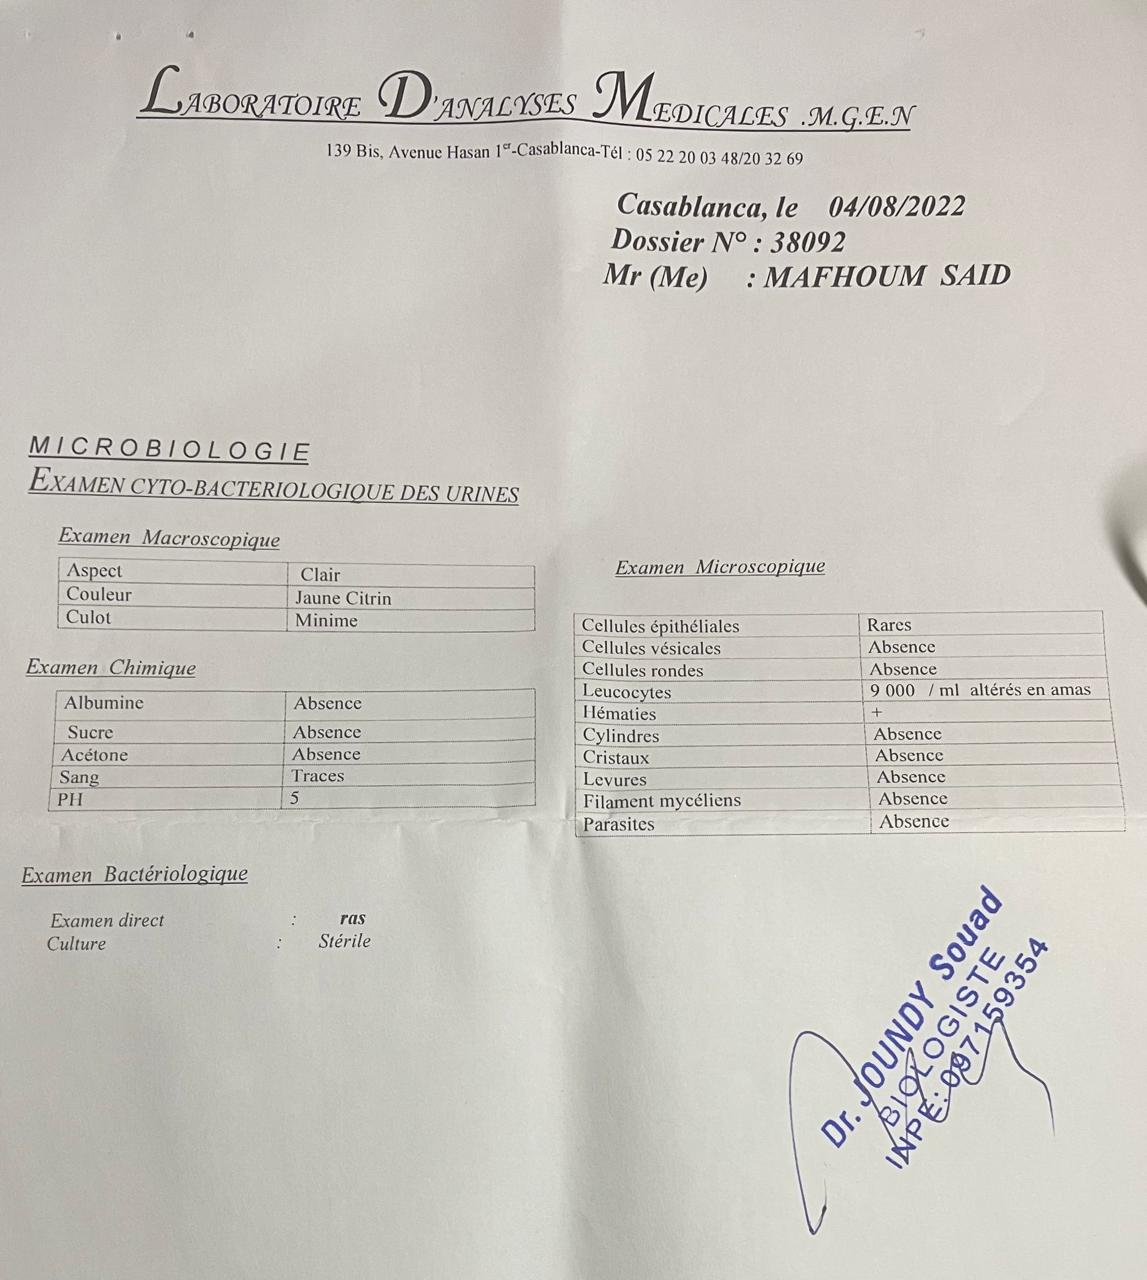 LABORATOIRE D'ANALYSES MEDICALES .M.G.E.N
139 Bis, Avenue Hasan 1er-Casablanca-Tél : 05 22 20 03 48/20 32 69
Casablanca, le 04/08/2022
Dossier N° : 38092
Mr (Me) : MAFHOUM SAID
MICROBIOLOGIE
EXAMEN CYTO-BACTERIOLOGIQUE DES URINES
Examen Macroscopique
Aspect Clair
Couleur Jaune Citrin
Culot Minime
Examen Chimique
Albumine Absence
Sucre Absence
Acétone Absence
Sang Traces
PH 5
Examen Microscopique
Cellules épithéliales Rares
Cellules vésicales Absence
Cellules rondes Absence
Leucocytes 9 000 / ml altérés en amas
Hématies +
Cylindres Absence
Cristaux Absence
Levures Absence
Filament mycéliens Absence
Parasites Absence
Examen Bactériologique
Examen direct : ras
Culture : Stérile
Dr. JOUNDY Souad
BIOLOGISTE
INPE: 097159354